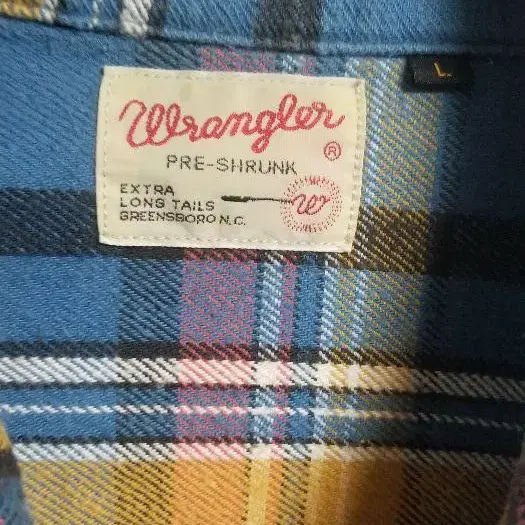 Wrangler
®
PRE-SHRUNK
EXTRA
LONG TAILS
GREENSBORO N.C.
W
L